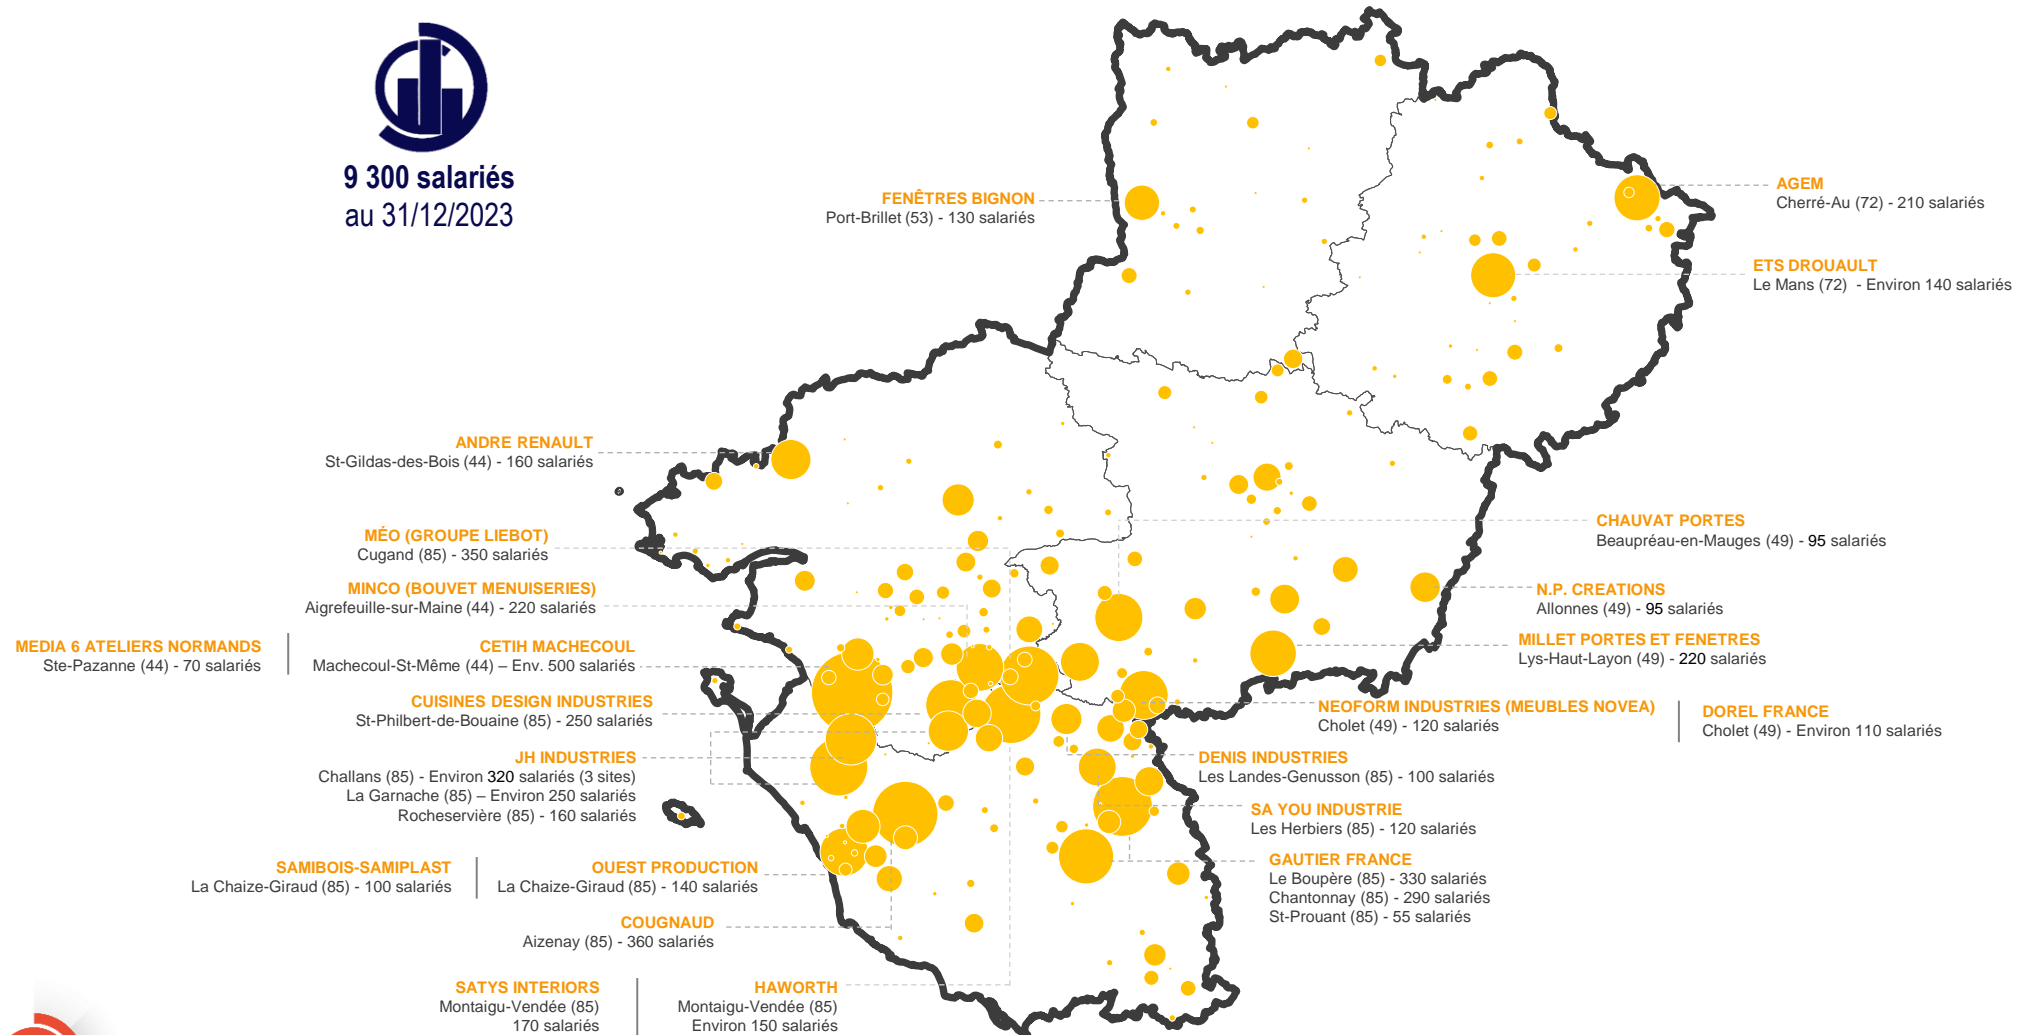 9 300 salariés
au 31/12/2023
FENÊTRES BIGNON
Port-Brillet (53) - 130 salariés
AGEM
Cherré-Au (72) - 210 salariés
ETS DROUAULT
Le Mans (72) - Environ 140 salariés
ANDRE RENAULT
St-Gildas-des-Bois (44) - 160 salariés
MÉO (GROUPE LIEBOT)
Cugand (85) - 350 salariés
MINCO (BOUVET MENUISERIES)
Aigrefeuille-sur-Maine (44) - 220 salariés
MEDIA 6 ATELIERS NORMANDS
Ste-Pazanne (44) - 70 salariés
CETIH MACHECOUL
Machecoul-St-Même (44) – Env. 500 salariés
CUISINES DESIGN INDUSTRIES
St-Philbert-de-Bouaine (85) - 250 salariés
JH INDUSTRIES
Challans (85) - Environ 320 salariés (3 sites)
La Garnache (85) – Environ 250 salariés
Rocheservière (85) - 160 salariés
SAMIBOIS-SAMIPLAST
La Chaize-Giraud (85) - 100 salariés
OUEST PRODUCTION
La Chaize-Giraud (85) - 140 salariés
COUGNAUD
Aizenay (85) - 360 salariés
SATYS INTERIORS
Montaigu-Vendée (85)
170 salariés
HAWORTH
Montaigu-Vendée (85)
Environ 150 salariés
CHAUVAT PORTES
Beaupréau-en-Mauges (49) - 95 salariés
N.P. CREATIONS
Allonnes (49) - 95 salariés
MILLET PORTES ET FENETRES
Lys-Haut-Layon (49) - 220 salariés
NEOFORM INDUSTRIES (MEUBLES NOVEA)
Cholet (49) - 120 salariés
DOREL FRANCE
Cholet (49) - Environ 110 salariés
DENIS INDUSTRIES
Les Landes-Genusson (85) - 100 salariés
SA YOU INDUSTRIE
Les Herbiers (85) - 120 salariés
GAUTIER FRANCE
Le Boupère (85) - 330 salariés
Chantonnay (85) - 290 salariés
St-Prouant (85) - 55 salariés